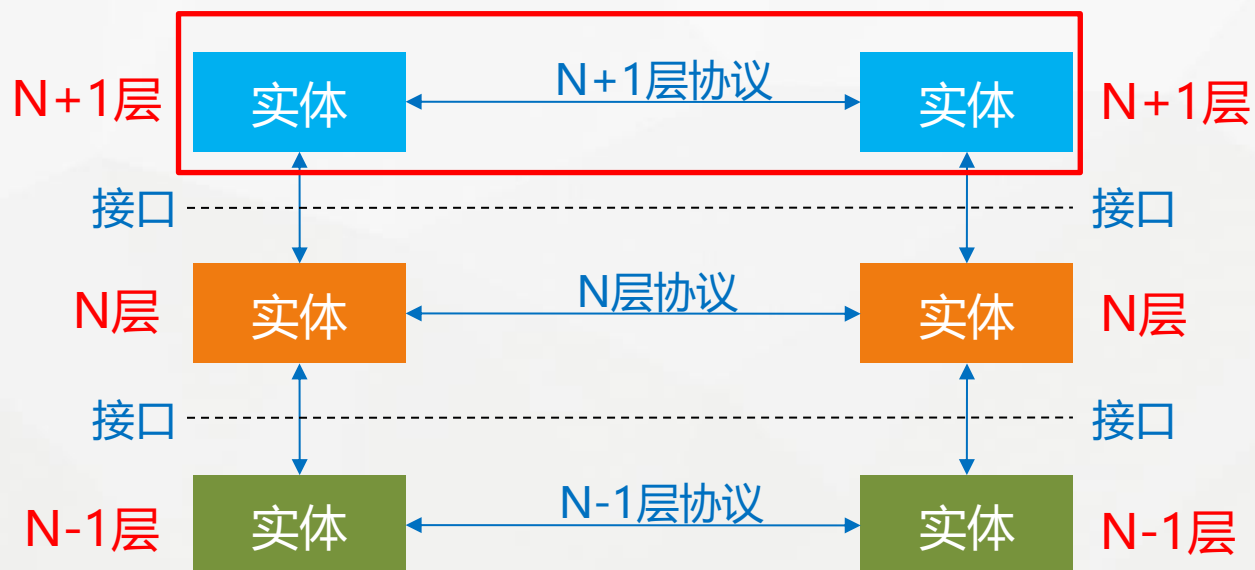 N+1层 实体 N+1层协议 实体 N+1层
接口 接口
N层 实体 N层协议 实体 N层
接口 接口
N-1层 实体 N-1层协议 实体 N-1层